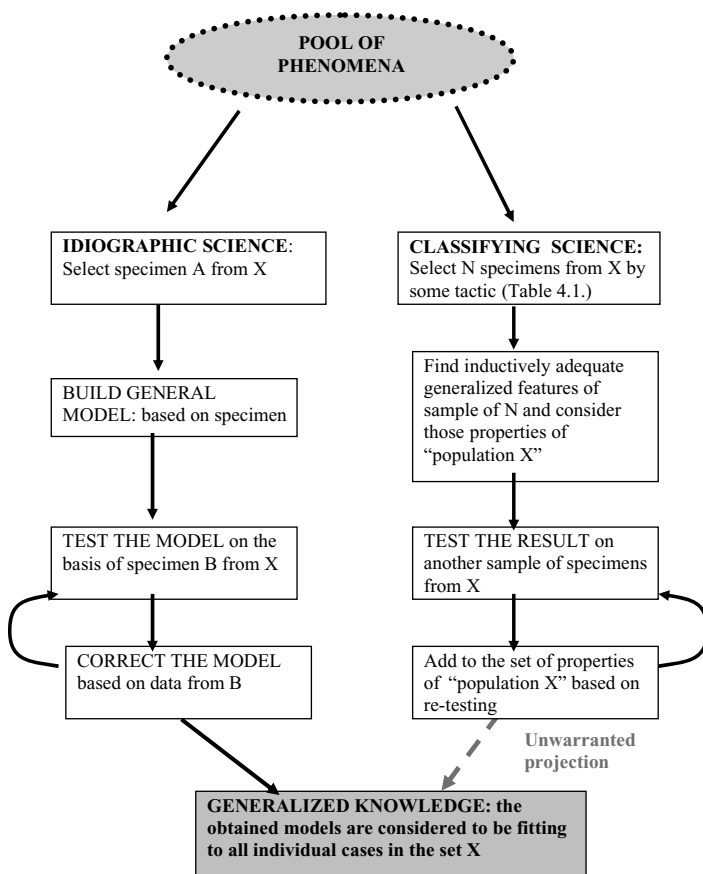 POOL OF
PHENOMENA
IDIOGRAPHIC SCIENCE:
Select specimen A from X
CLASSIFYING SCIENCE:
Select N specimens from X by
some tactic (Table 4.1.)
BUILD GENERAL
MODEL: based on specimen
Find inductively adequate
generalized features of
sample of N and consider
those properties of
“population X”
TEST THE MODEL on the
basis of specimen B from X
TEST THE RESULT on
another sample of specimens
from X
CORRECT THE MODEL
based on data from B
Add to the set of properties
of “population X” based on
re-testing
Unwarranted
projection
GENERALIZED KNOWLEDGE: the
obtained models are considered to be fitting
to all individual cases in the set X